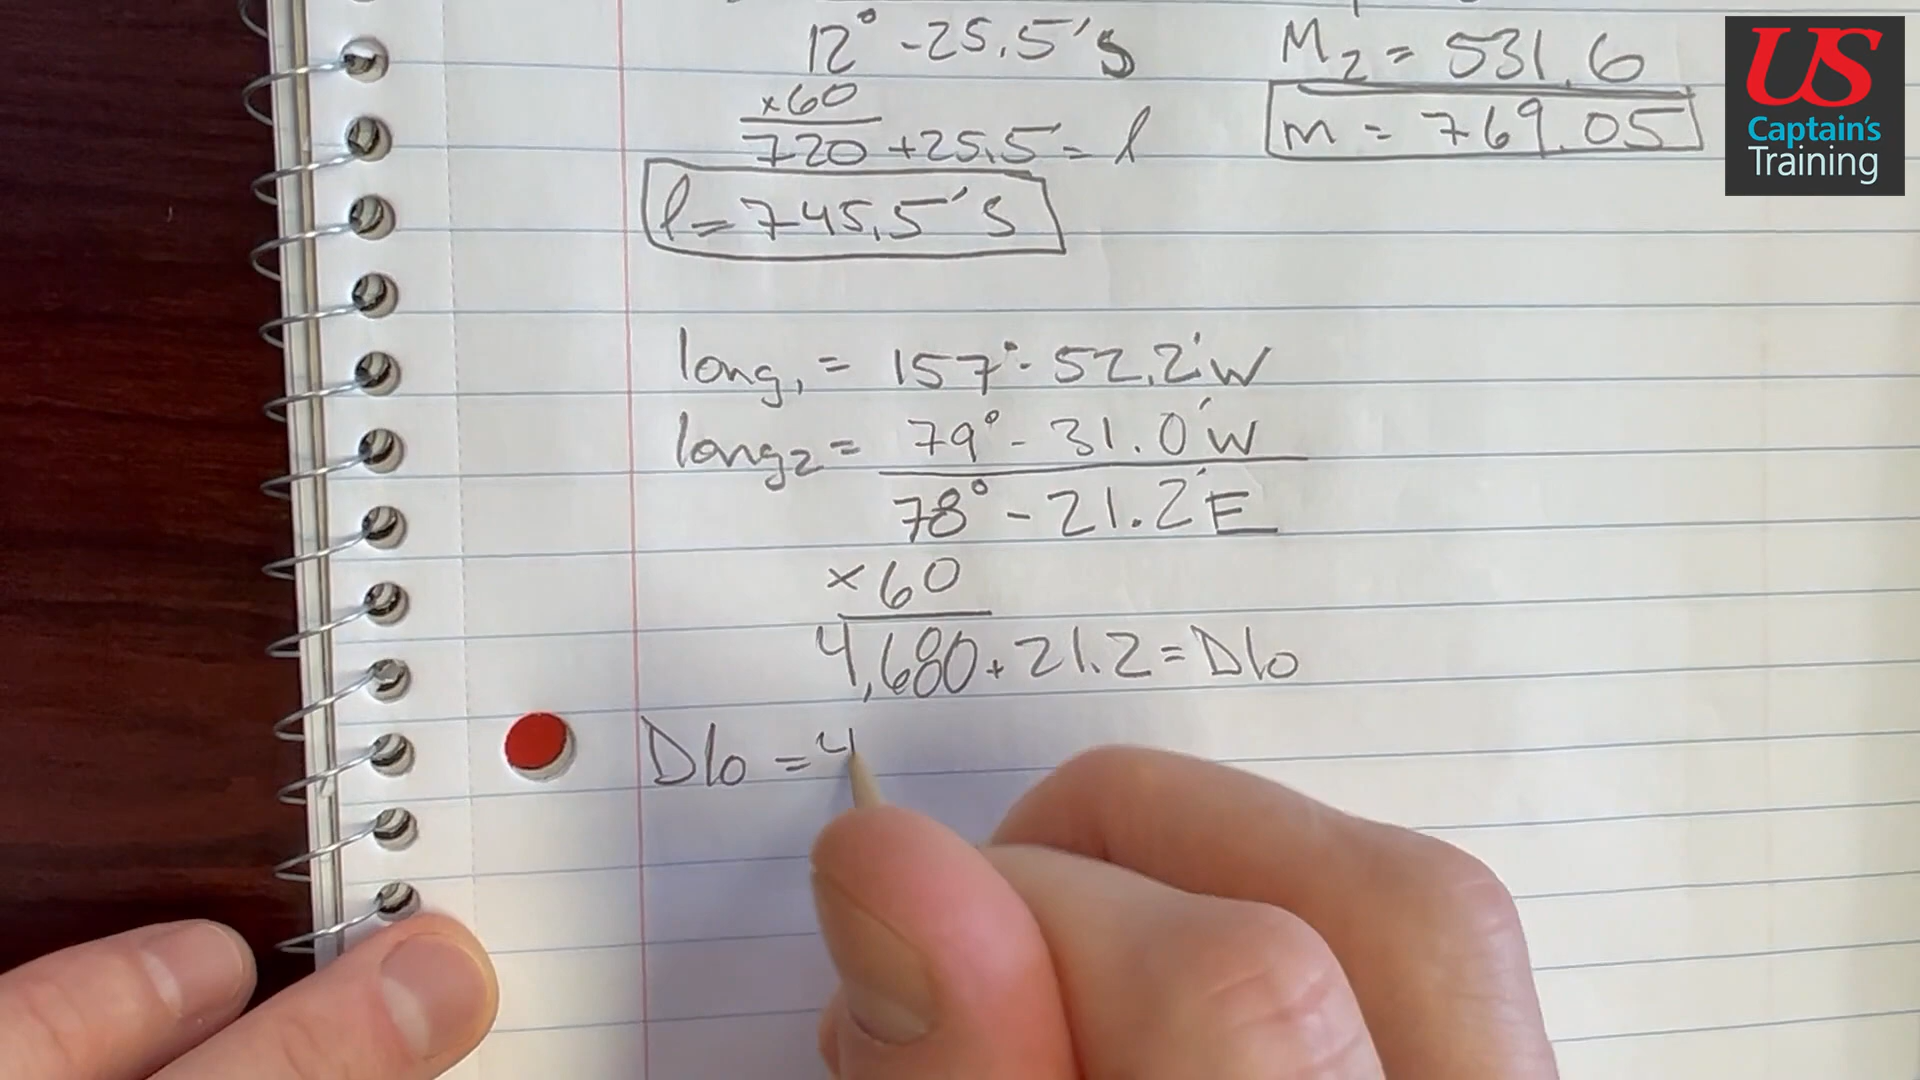 12° - 25.5' S
×60
720 + 25.5 = l
l = 745.5' S
M₂ = 531.6
m = 769.05
US
Captain's
Training
long₁ = 157° - 52.2' W
long₂ = 79° - 31.0' W
78° - 21.2' E
×60
4,680 + 21.2 = Dlo
Dlo = 4